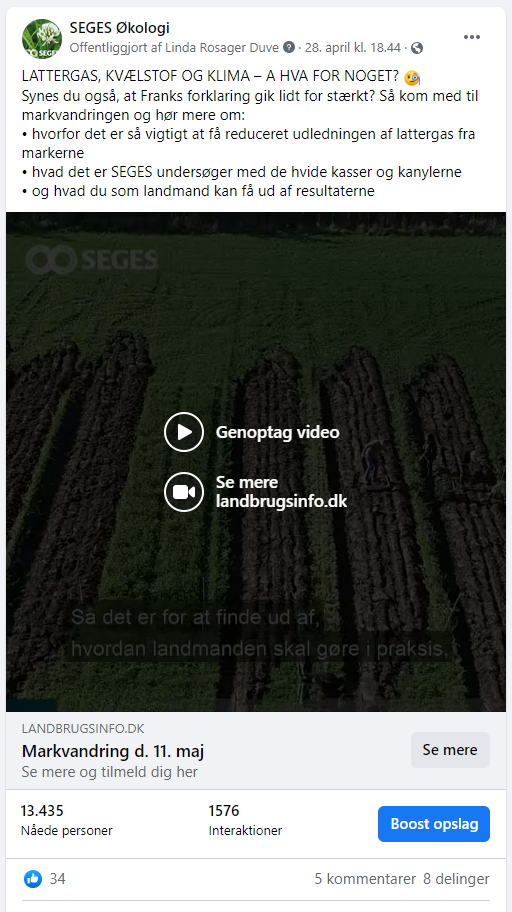 SEGES Økologi
Offentliggjort af Linda Rosager Duve · 28. april kl. 18.44 ·
SEGES
LATTERGAS, KVÆLSTOF OG KLIMA – A HVA FOR NOGET? 🧐
Synes du også, at Franks forklaring gik lidt for stærkt? Så kom med til
markvandringen og hør mere om:
• hvorfor det er så vigtigt at få reduceret udledningen af lattergas fra
markerne
• hvad det er SEGES undersøger med de hvide kasser og kanylerne
• og hvad du som landmand kan få ud af resultaterne
SEGES
Genoptag video
Se mere
landbrugsinfo.dk
Så det er for at finde ud af,
hvordan landmanden skal gøre i praksis,
LANDBRUGSINFO.DK
Markvandring d. 11. maj
Se mere og tilmeld dig her
Se mere
13.435
Nåede personer
1576
Interaktioner
Boost opslag
34
5 kommentarer 8 delinger